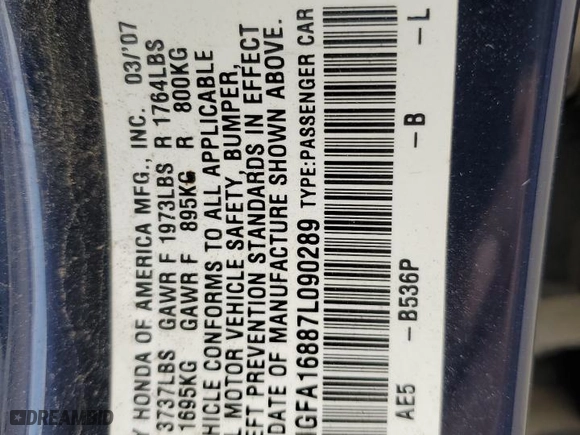 Y HONDA OF AMERICA MFG., INC. 03/'07
3737LBS GAWR F 1973LBS R 1764LBS
1695KG GAWR F 895KG R 800KG
HICLE CONFORMS TO ALL APPLICABLE
L MOTOR VEHICLE SAFETY, BUMPER,
EFT PREVENTION STANDARDS IN EFFECT
DATE OF MANUFACTURE SHOWN ABOVE.
GFA16887L090289 TYPE:PASSENGER CAR
AE5 -B536P -B -L
DREAMBID